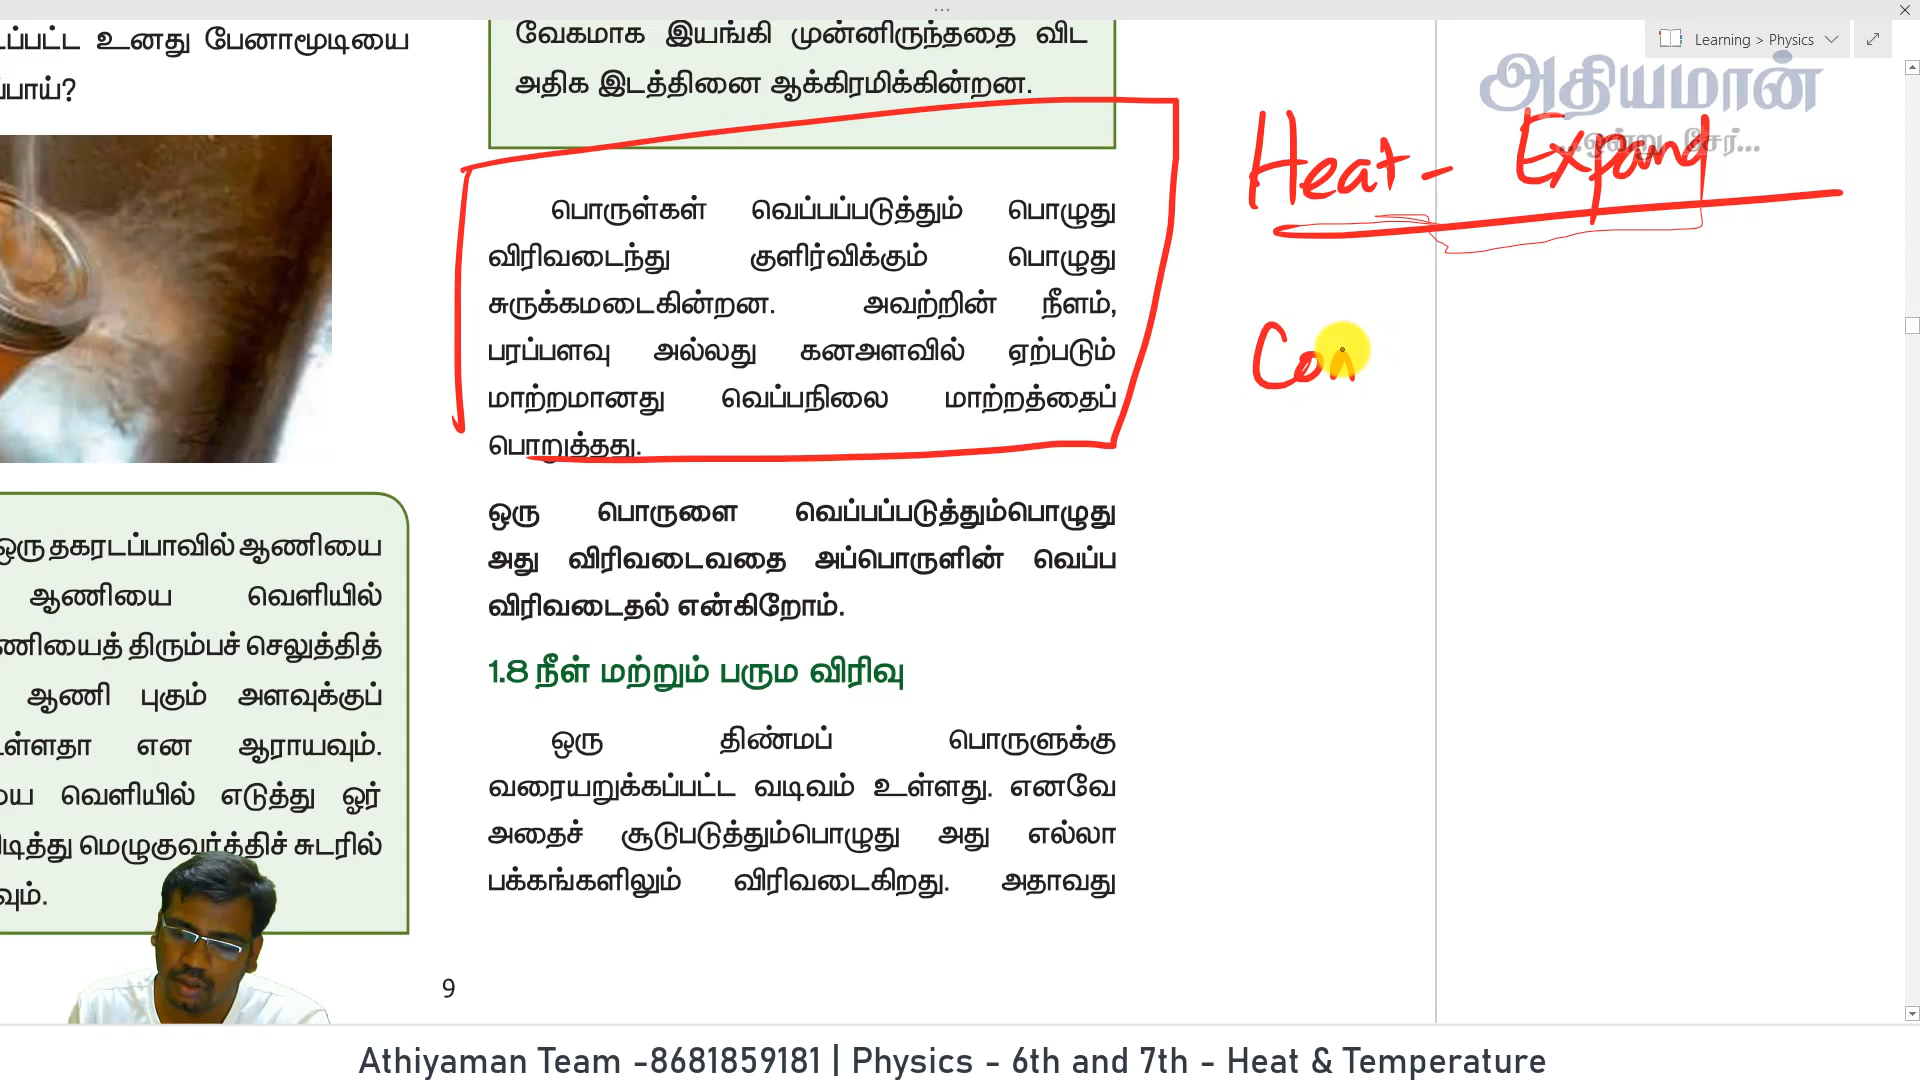 டப்பட்ட உனது பேனாமூடியை
ப்பாய்?
ஒரு தகரடப்பாவில் ஆணியை
ஆணியை வெளியில்
ணியைத் திரும்பச் செலுத்தித்
ஆணி புகும் அளவுக்குப்
உள்ளதா என ஆராயவும்.
யை வெளியில் எடுத்து ஓர்
டித்து மெழுகுவர்த்திச் சுடரில்
வும்.
9
வேகமாக இயங்கி முன்னிருந்ததை விட
அதிக இடத்தினை ஆக்கிரமிக்கின்றன.
பொருள்கள் வெப்பப்படுத்தும் பொழுது
விரிவடைந்து குளிர்விக்கும் பொழுது
சுருக்கமடைகின்றன. அவற்றின் நீளம்,
பரப்பளவு அல்லது கனஅளவில் ஏற்படும்
மாற்றமானது வெப்பநிலை மாற்றத்தைப்
பொறுத்தது.
ஒரு பொருளை வெப்பப்படுத்தும்பொழுது
அது விரிவடைவதை அப்பொருளின் வெப்ப
விரிவடைதல் என்கிறோம்.
1.8 நீள் மற்றும் பரும விரிவு
ஒரு திண்மப் பொருளுக்கு
வரையறுக்கப்பட்ட வடிவம் உள்ளது. எனவே
அதைச் சூடுபடுத்தும்பொழுது அது எல்லா
பக்கங்களிலும் விரிவடைகிறது. அதாவது
Learning > Physics
அதியமான்
...ஒன்று சேர்...
Heat - Expand
Con
Athiyaman Team -8681859181 | Physics - 6th and 7th - Heat & Temperature